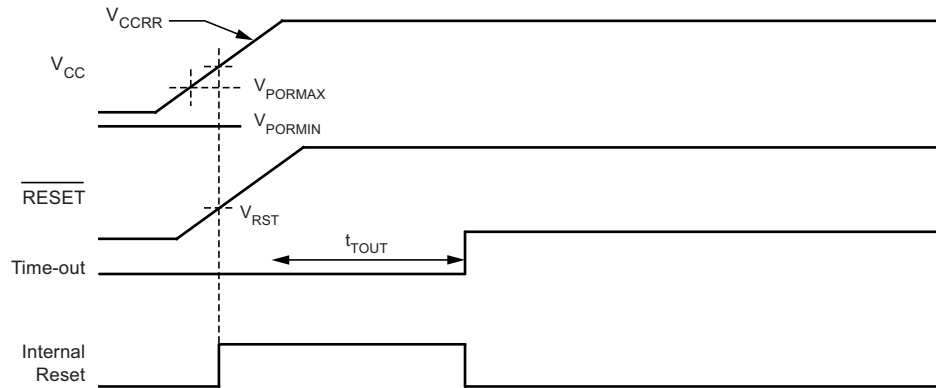 VCCRR
VCC
VPORMAX
VPORMIN
RESET
VRST
tTOUT
Time-out
Internal
Reset